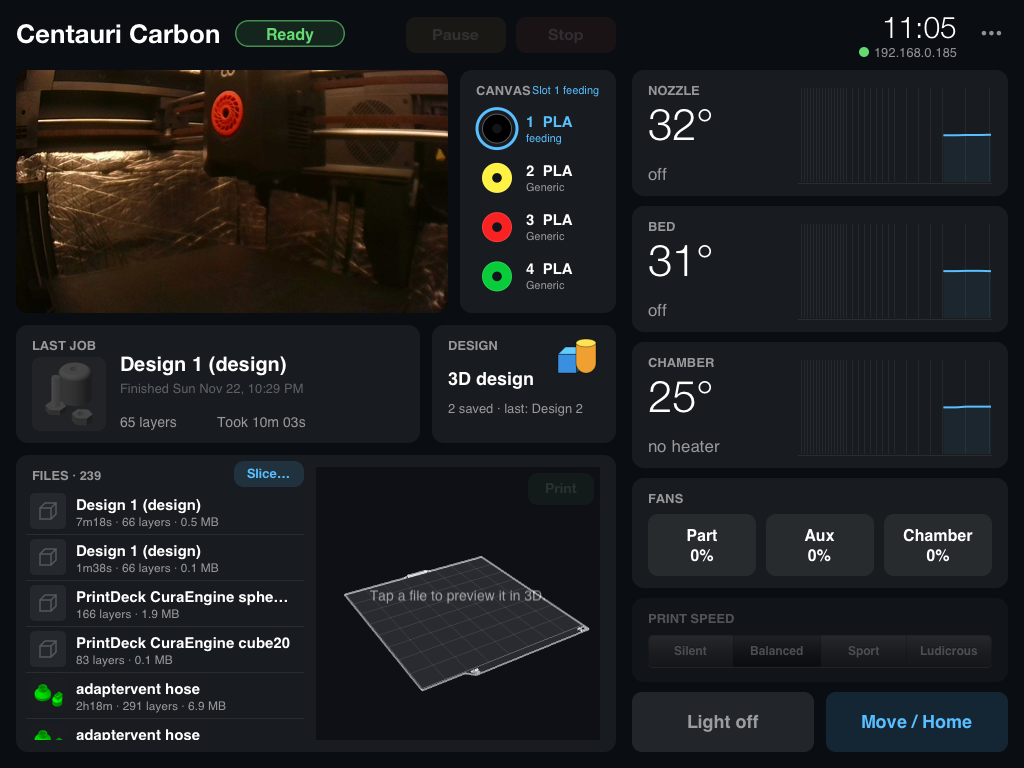 Centauri Carbon
Ready
Pause
Stop
11:05
192.168.0.185
CANVAS
Slot 1 feeding
1 PLA
feeding
2 PLA
Generic
3 PLA
Generic
4 PLA
Generic
NOZZLE
32°
off
BED
31°
off
CHAMBER
25°
no heater
LAST JOB
Design 1 (design)
Finished Sun Nov 22, 10:29 PM
65 layers
Took 10m 03s
DESIGN
3D design
2 saved · last: Design 2
FILES · 239
Slice…
Design 1 (design)
7m18s · 66 layers · 0.5 MB
Design 1 (design)
1m38s · 66 layers · 0.1 MB
PrintDeck CuraEngine sphe…
166 layers · 1.9 MB
PrintDeck CuraEngine cube20
83 layers · 0.1 MB
adaptervent hose
2h18m · 291 layers · 6.9 MB
adaptervent hose
Print
Tap a file to preview it in 3D.
FANS
Part
0%
Aux
0%
Chamber
0%
PRINT SPEED
Silent
Balanced
Sport
Ludicrous
Light off
Move / Home